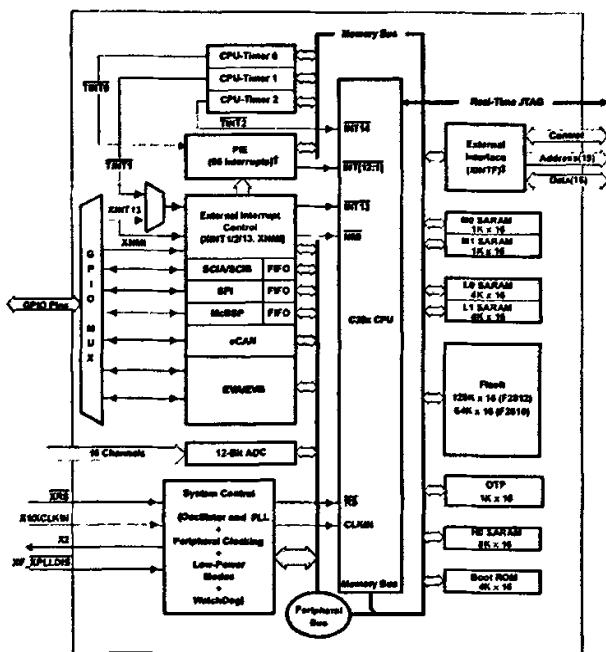 Memory Bus
CPU-Timer 0
CPU-Timer 1
CPU-Timer 2
TINT0
TINT2
TINT1
PIE
(96 Interrupts)‡
INT14
INT[12:1]
Real-Time JTAG
External
Interface
(XINTF)‡
Control
Address(19)
Data(16)
XINT13
XNMI
External Interrupt
Control
(XINT1/2/13, XNMI)
INT13
NMI
G
P
I
O
M
U
X
GPIO Pins
SCIA/SCIB FIFO
SPI FIFO
McBSP FIFO
eCAN
EVA/EVB
C28x CPU
M0 SARAM
1K x 16
M1 SARAM
1K x 16
L0 SARAM
4K x 16
L1 SARAM
4K x 16
Flash
128K x 16 (F2812)
64K x 16 (F2810)
16 Channels
12-Bit ADC
XRS
X1/XCLKIN
X2
XF_XPLLDIS
System Control
(Oscillator and PLL
+
Peripheral Clocking
+
Low-Power
Modes
+
WatchDog)
RS
CLKIN
OTP
1K x 16
H0 SARAM
8K x 16
Boot ROM
4K x 16
Memory Bus
Peripheral
Bus